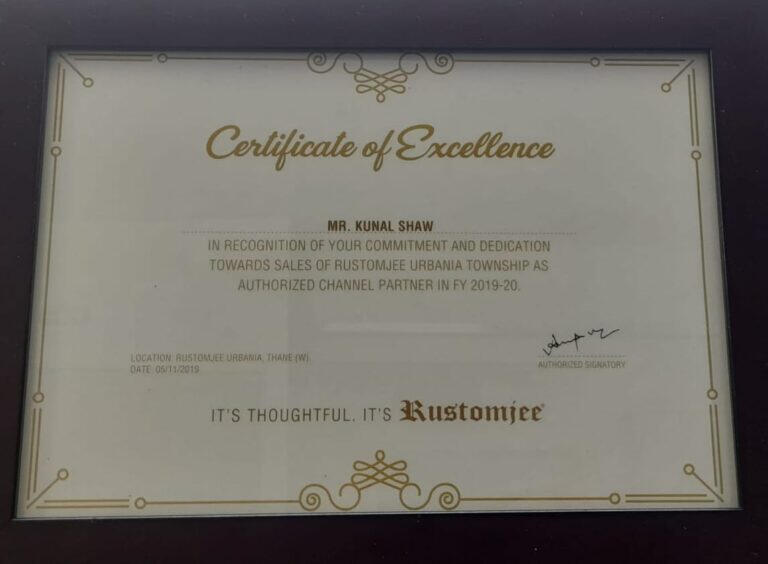 Certificate of Excellence
MR. KUNAL SHAW
IN RECOGNITION OF YOUR COMMITMENT AND DEDICATION
TOWARDS SALES OF RUSTOMJEE URBANIA TOWNSHIP AS
AUTHORIZED CHANNEL PARTNER IN FY 2019-20.
LOCATION: RUSTOMJEE URBANIA, THANE (W).
DATE: 05/11/2019
AUTHORIZED SIGNATORY
IT'S THOUGHTFUL. IT'S Rustomjee®